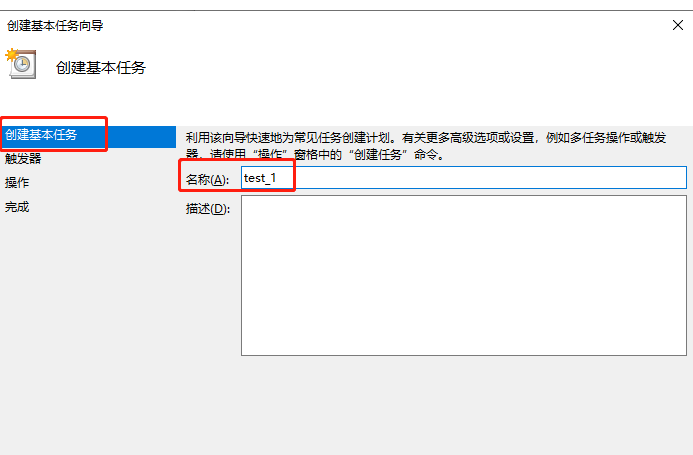 创建基本任务向导
创建基本任务
创建基本任务
触发器
操作
完成
利用该向导快速地为常见任务创建计划。有关更多高级选项或设置，例如多任务操作或触发
器，请使用“操作”窗格中的“创建任务”命令。
名称(A):
test_1
描述(D):